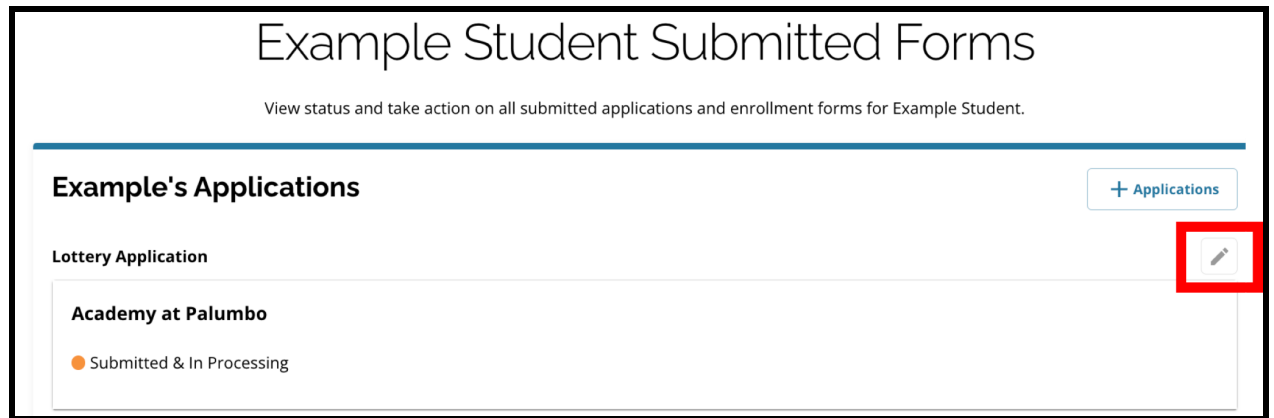 Example Student Submitted Forms
View status and take action on all submitted applications and enrollment forms for Example Student.
Example's Applications
+ Applications
Lottery Application
Academy at Palumbo
Submitted & In Processing